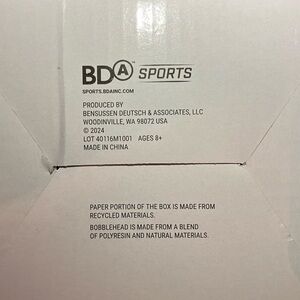 BDA SPORTS
SPORTS.BDAINC.COM
PRODUCED BY
BENSUSSEN DEUTSCH & ASSOCIATES, LLC
WOODINVILLE, WA 98072 USA
© 2024
LOT 40116M1001 AGES 8+
MADE IN CHINA
PAPER PORTION OF THE BOX IS MADE FROM
RECYCLED MATERIALS.
BOBBLEHEAD IS MADE FROM A BLEND
OF POLYRESIN AND NATURAL MATERIALS.